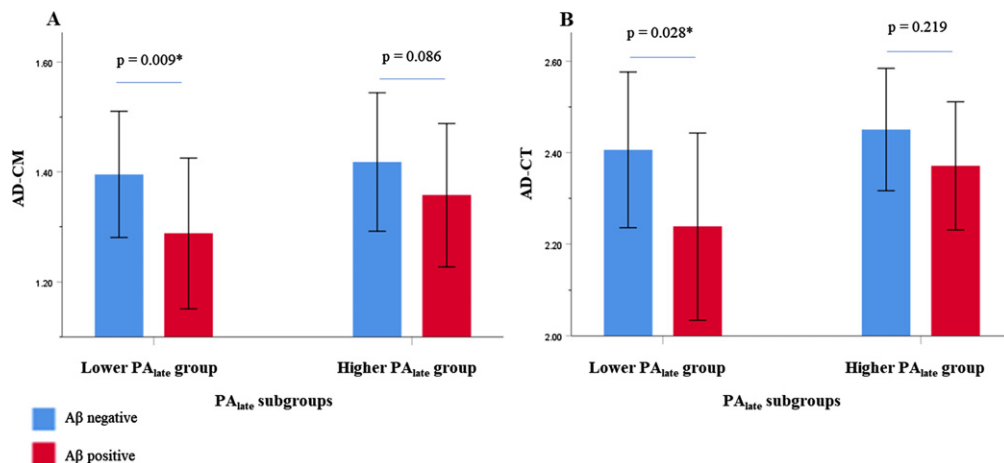 A
p = 0.009*
p = 0.086
AD-CM
1.60
1.40
1.20
Lower PAlate group
Higher PAlate group
PAlate subgroups
B
p = 0.028*
p = 0.219
AD-CT
2.60
2.40
2.20
2.00
Lower PAlate group
Higher PAlate group
PAlate subgroups
Aβ negative
Aβ positive